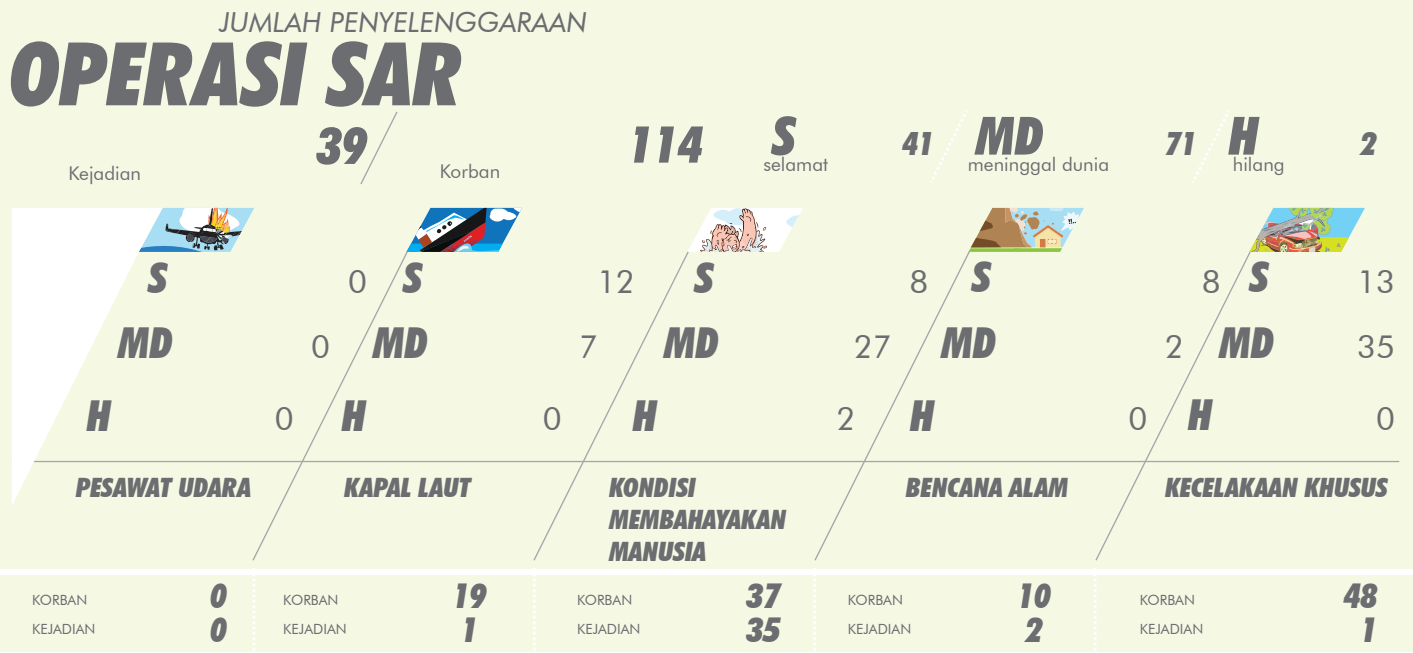 JUMLAH PENYELENGGARAAN
OPERASI SAR
Kejadian 39
Korban 114
S selamat 41
MD meninggal dunia 71
H hilang 2
S 0 S 12 S 8 S 8 S 13
MD 0 MD 7 MD 27 MD 2 MD 35
H 0 H 0 H 2 H 0 H 0
PESAWAT UDARA
KAPAL LAUT
KONDISI
MEMBAHAYAKAN
MANUSIA
BENCANA ALAM
KECELAKAAN KHUSUS
KORBAN 0 KORBAN 19 KORBAN 37 KORBAN 10 KORBAN 48
KEJADIAN 0 KEJADIAN 1 KEJADIAN 35 KEJADIAN 2 KEJADIAN 1